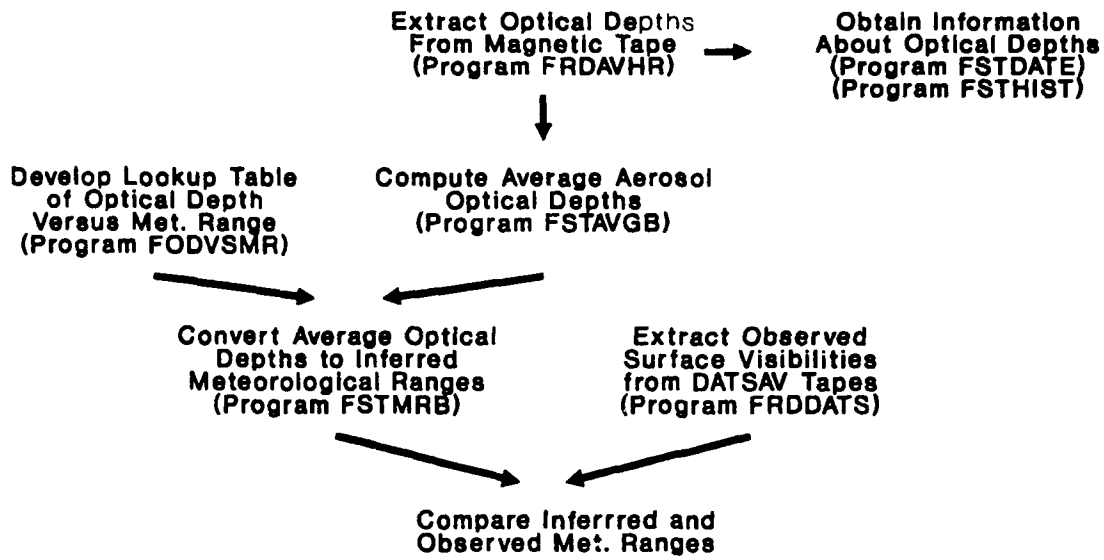 Extract Optical Depths
From Magnetic Tape
(Program FRDAVHR)
Obtain Information
About Optical Depths
(Program FSTDATE)
(Program FSTHIST)
Develop Lookup Table
of Optical Depth
Versus Met. Range
(Program FODVSMR)
Compute Average Aerosol
Optical Depths
(Program FSTAVGB)
Convert Average Optical
Depths to Inferred
Meteorological Ranges
(Program FSTMRB)
Extract Observed
Surface Visibilities
from DATSAV Tapes
(Program FRDDATS)
Compare Inferrred and
Observed Met. Ranges